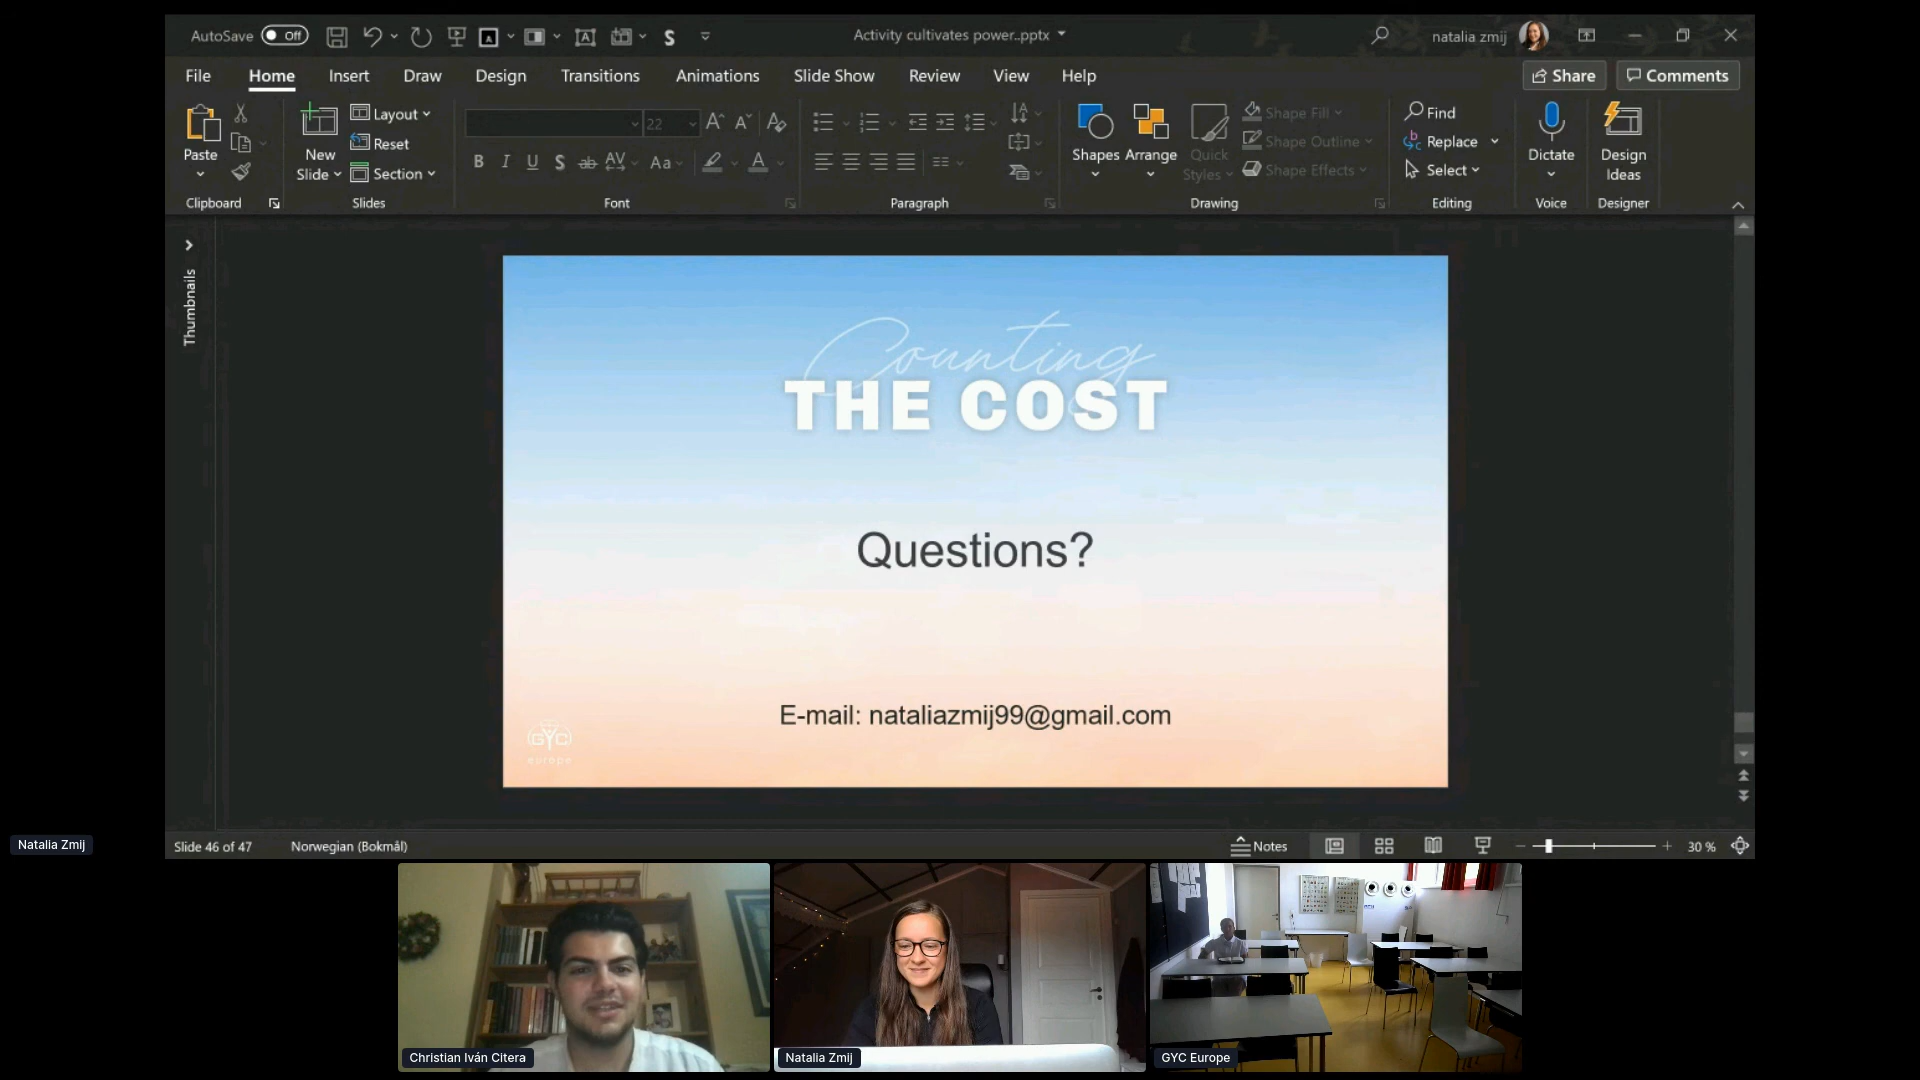 AutoSave Off
Activity cultivates power..pptx
natalia zmij
File Home Insert Draw Design Transitions Animations Slide Show Review View Help
Share Comments
Paste
Clipboard
New Slide
Layout
Reset
Section
Slides
22
Font
Paragraph
Shapes
Arrange
Quick Styles
Shape Fill
Shape Outline
Shape Effects
Drawing
Find
Replace
Select
Editing
Dictate
Voice
Design Ideas
Designer
Thumbnails
Counting
THE COST
Questions?
E-mail: nataliazmij99@gmail.com
GYC
europe
Slide 46 of 47
Norwegian (Bokmål)
Notes
30 %
Natalia Zmij
Christian Iván Citera
Natalia Zmij
GYC Europe